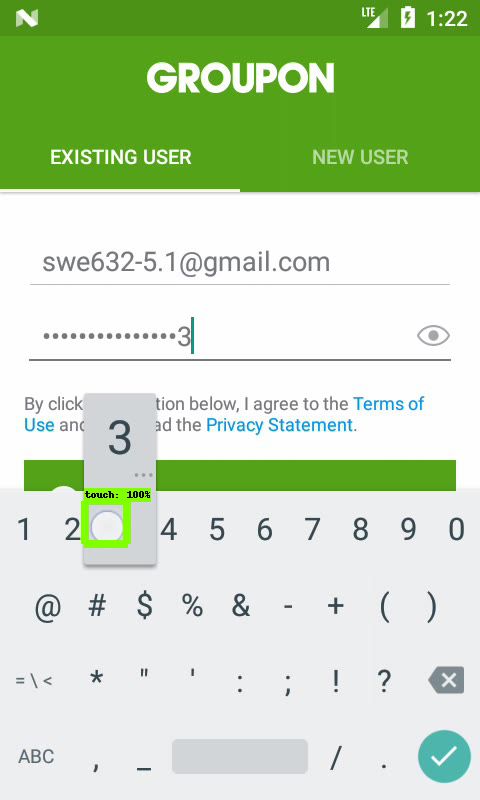 LTE 1:22
GROUPON
EXISTING USER NEW USER
swe632-5.1@gmail.com
•••••••••••••••3
By click tion below, I agree to the Terms of
Use and ad the Privacy Statement.
3
...
touch: 100%
1 2 4 5 6 7 8 9 0
@ # $ % & - + ( )
= \ < * " ' : ; ! ?
ABC , _ / .